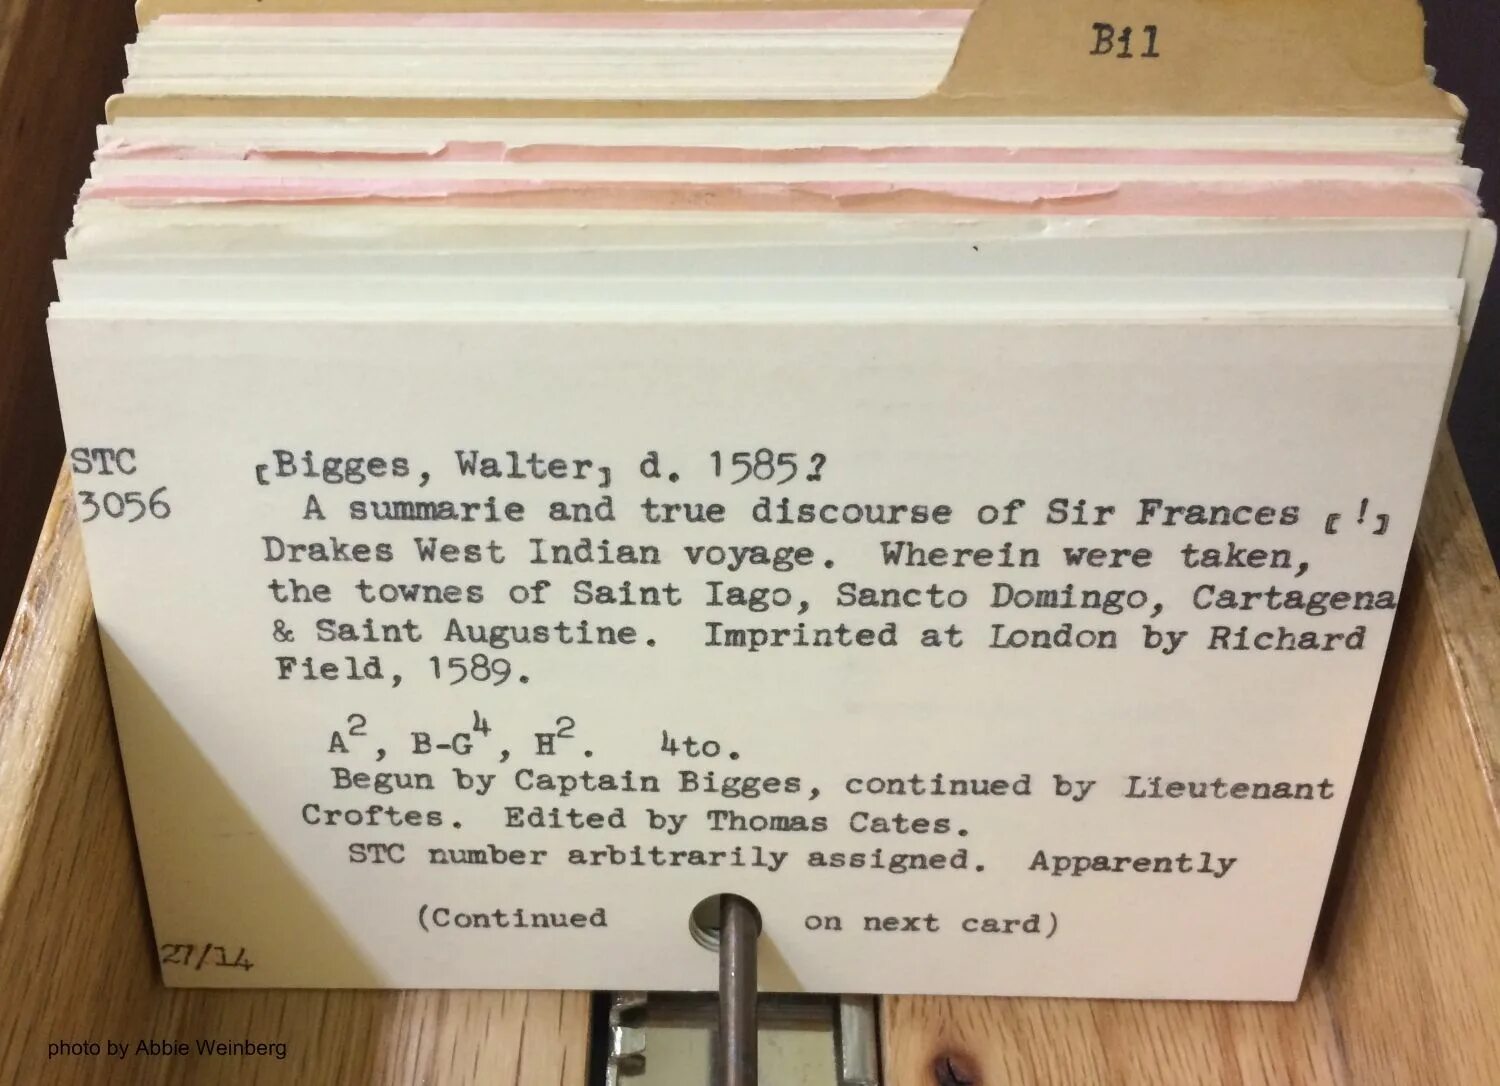 Bil
STC [Bigges, Walter] d. 1585?
3056 A summarie and true discourse of Sir Frances [!]
Drakes West Indian voyage. Wherein were taken,
the townes of Saint Iago, Sancto Domingo, Cartagena
& Saint Augustine. Imprinted at London by Richard
Field, 1589.
A², B-G⁴, H². 4to.
Begun by Captain Bigges, continued by Lieutenant
Croftes. Edited by Thomas Cates.
STC number arbitrarily assigned. Apparently
(Continued on next card)
27/14
photo by Abbie Weinberg